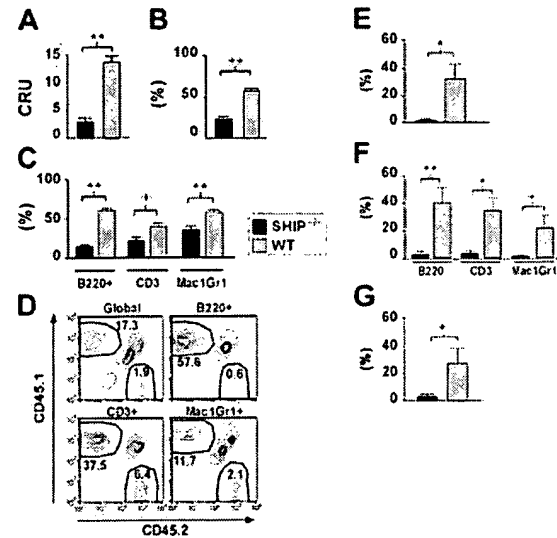 A
**
15
10
5
0
CRU
B
**
100
50
0
(%)
C
100
50
0
(%)
**
**
B220+ CD3 Mac1Gr1
SHIP-/-
WT
D
Global
17.3
1.9
B220+
57.6
0.6
CD3+
37.5
6.4
Mac1Gr1+
11.7
2.1
CD45.1
CD45.2
E
*
60
40
20
0
(%)
F
60
40
20
0
(%)
**
*
B220 CD3 Mac1Gr1
G
60
40
20
0
(%)